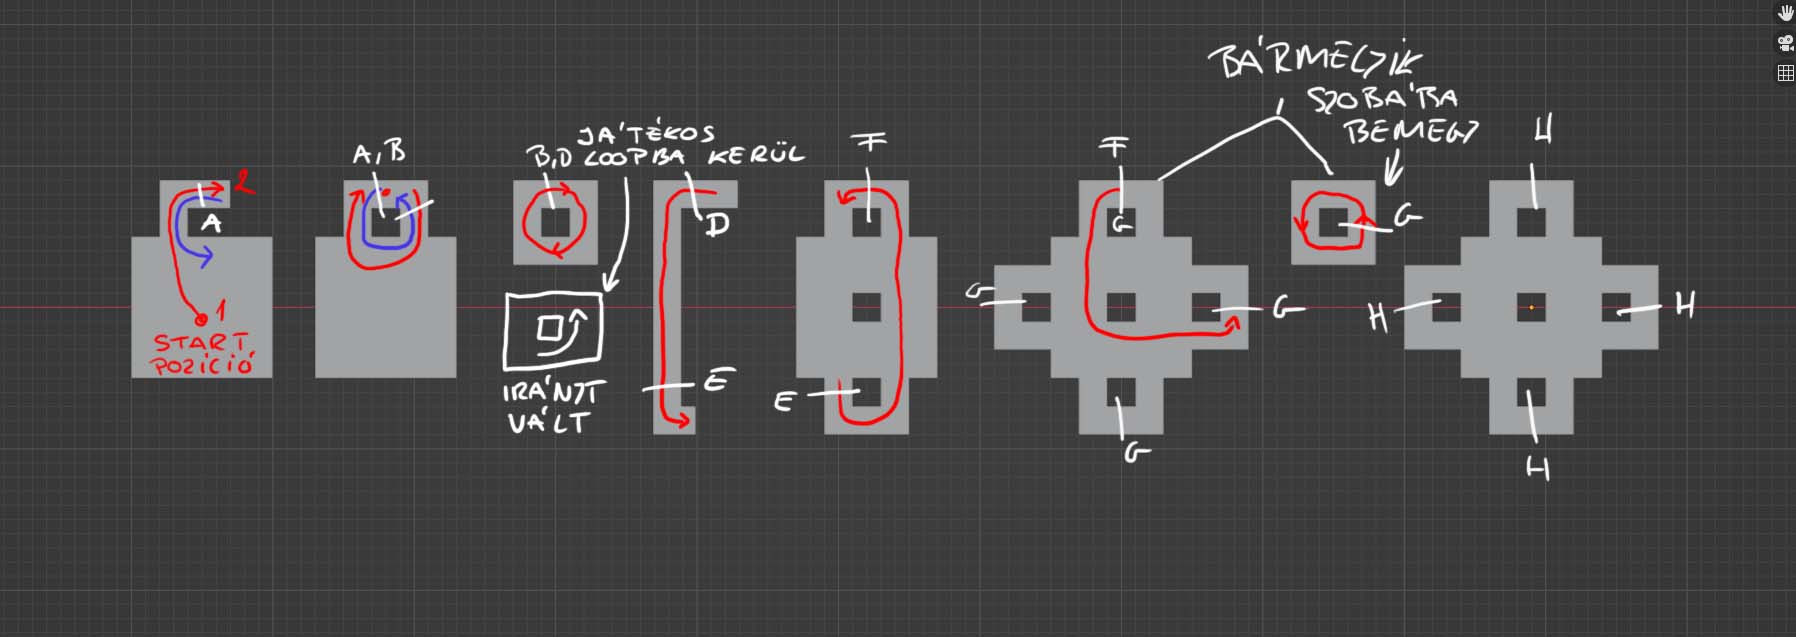 2
A
1
START
POZÍCIÓ
A, B
B, D
JÁTÉKOS
LOOPBA KERÜL
IRÁNYT
VÁLT
D
E
F
E
F
G
G
G
G
BÁRMELYIK
SZOBÁBA
BEMEGY
G
H
H
H
H